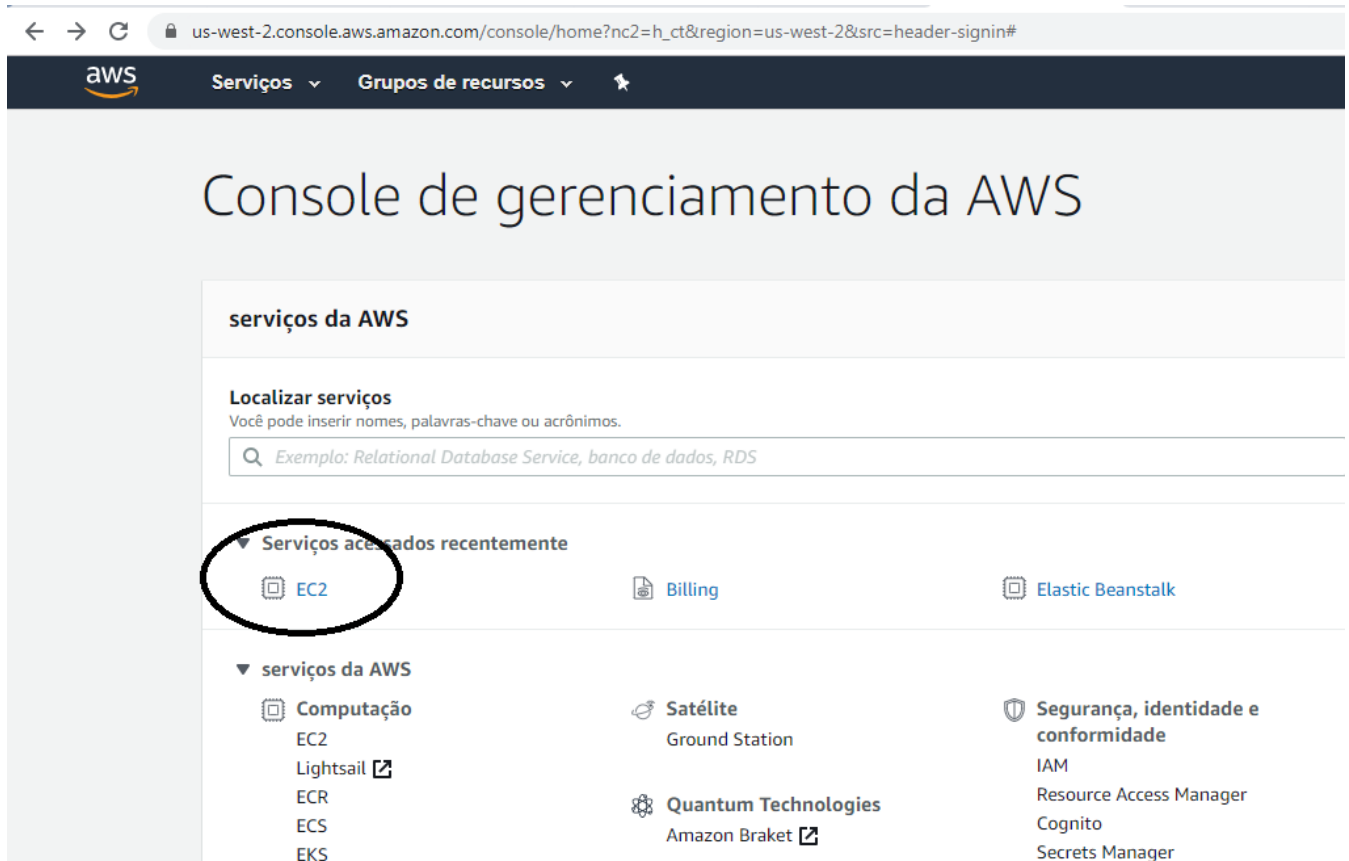 us-west-2.console.aws.amazon.com/console/home?nc2=h_ct&region=us-west-2&src=header-signin#
aws Serviços Grupos de recursos
Console de gerenciamento da AWS
serviços da AWS
Localizar serviços
Você pode inserir nomes, palavras-chave ou acrônimos.
Exemplo: Relational Database Service, banco de dados, RDS
Serviços acessados recentemente
EC2 Billing Elastic Beanstalk
serviços da AWS
Computação
EC2
Lightsail
ECR
ECS
EKS
Satélite
Ground Station
Quantum Technologies
Amazon Braket
Segurança, identidade e
conformidade
IAM
Resource Access Manager
Cognito
Secrets Manager